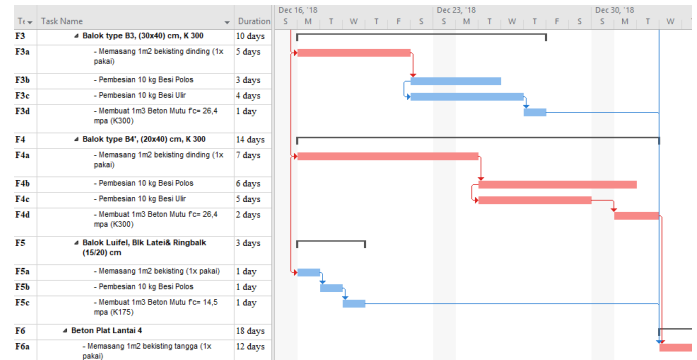 Dec 16, '18 Dec 23, '18 Dec 30, '18
Task Name Duration S M T W T F S S M T W T F S S M T W
F3 Balok type B3, (30x40) cm, K 300 10 days
F3a - Memasang 1m2 bekisting dinding (1x 5 days
pakai)
F3b - Pembesian 10 kg Besi Polos 3 days
F3c - Pembesian 10 kg Besi Ulir 4 days
F3d - Membuat 1m3 Beton Mutu f'c= 26,4 1 day
mpa (K300)
F4 Balok type B4', (20x40) cm, K 300 14 days
F4a - Memasang 1m2 bekisting dinding (1x 7 days
pakai)
F4b - Pembesian 10 kg Besi Polos 6 days
F4c - Pembesian 10 kg Besi Ulir 5 days
F4d - Membuat 1m3 Beton Mutu f'c= 26,4 2 days
mpa (K300)
F5 Balok Luifel, Blk Latei& Ringbalk 3 days
(15/20) cm
F5a - Memasang 1m2 bekisting (1x pakai) 1 day
F5b - Pembesian 10 kg Besi Polos 1 day
F5c - Membuat 1m3 Beton Mutu f'c= 14,5 1 day
mpa (K175)
F6 Beton Plat Lantai 4 18 days
F6a - Memasang 1m2 bekisting tangga (1x 12 days
pakai)